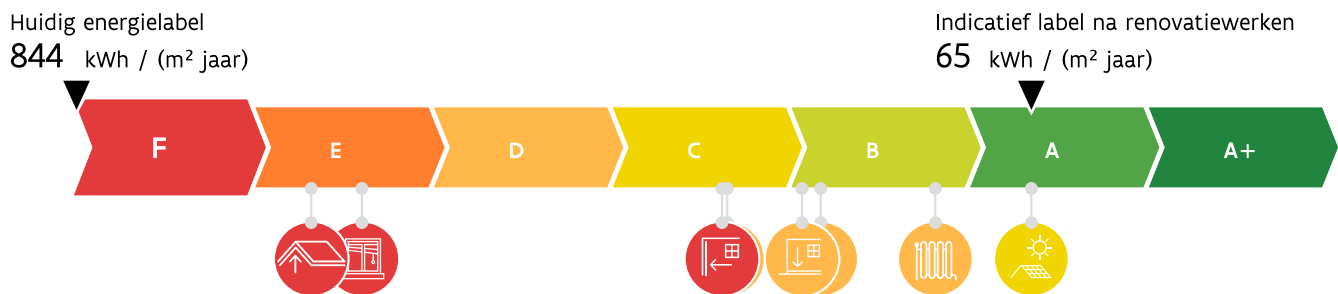 Huidig energielabel
844 kWh / (m² jaar)
Indicatief label na renovatiewerken
65 kWh / (m² jaar)
F
E
D
C
B
A
A+